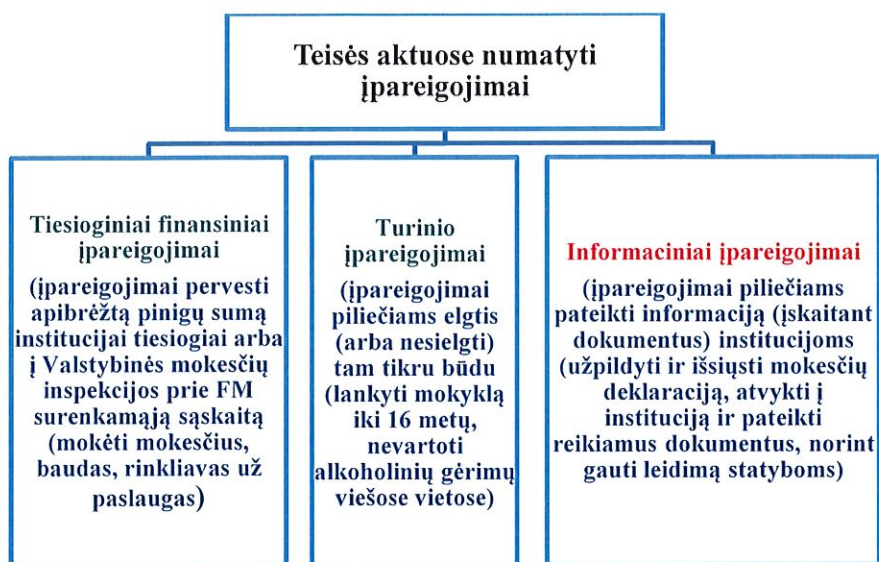 Teisės aktuose numatyti
įpareigojimai
Tiesioginiai finansiniai
įpareigojimai
(įpareigojimai pervesti
apibrėžtą pinigų sumą
institucijai tiesiogiai arba
į Valstybinės mokesčių
inspekcijos prie FM
surenkamąją sąskaitą
(mokėti mokesčius,
baudas, rinkliavas už
paslaugas)
Turinio
įpareigojimai
(įpareigojimai
piliečiams elgtis
(arba nesielgti)
tam tikru būdu
(lankyti mokyklą
iki 16 metų,
nevartoti
alkoholinių gėrimų
viešose vietose)
Informaciniai įpareigojimai
(įpareigojimai piliečiams
pateikti informaciją (įskaitant
dokumentus) institucijoms
(užpildyti ir išsiųsti mokesčių
deklaraciją, atvykti į
instituciją ir pateikti
reikiamus dokumentus, norint
gauti leidimą statyboms)